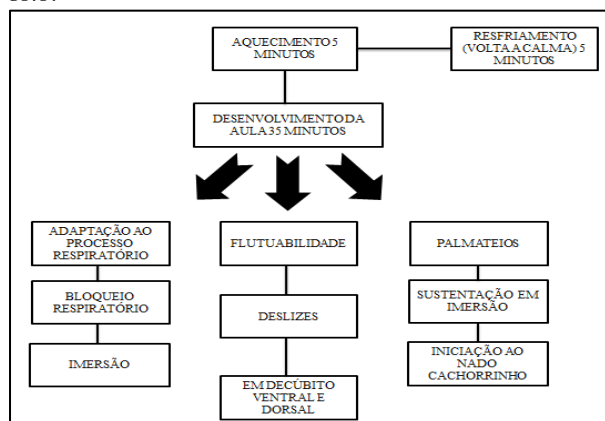 AQUECIMENTO 5
MINUTOS
RESFRIAMENTO
(VOLTA A CALMA) 5
MINUTOS
DESENVOLVIMENTO DA
AULA 35 MINUTOS
ADAPTAÇÃO AO
PROCESSO
RESPIRATÓRIO
BLOQUEIO
RESPIRATÓRIO
IMERSÃO
FLUTUABILIDADE
DESLIZES
EM DECÚBITO
VENTRAL E
DORSAL
PALMATEIOS
SUSTENTAÇÃO EM
IMERSÃO
INICIAÇÃO AO
NADO
CACHORRINHO